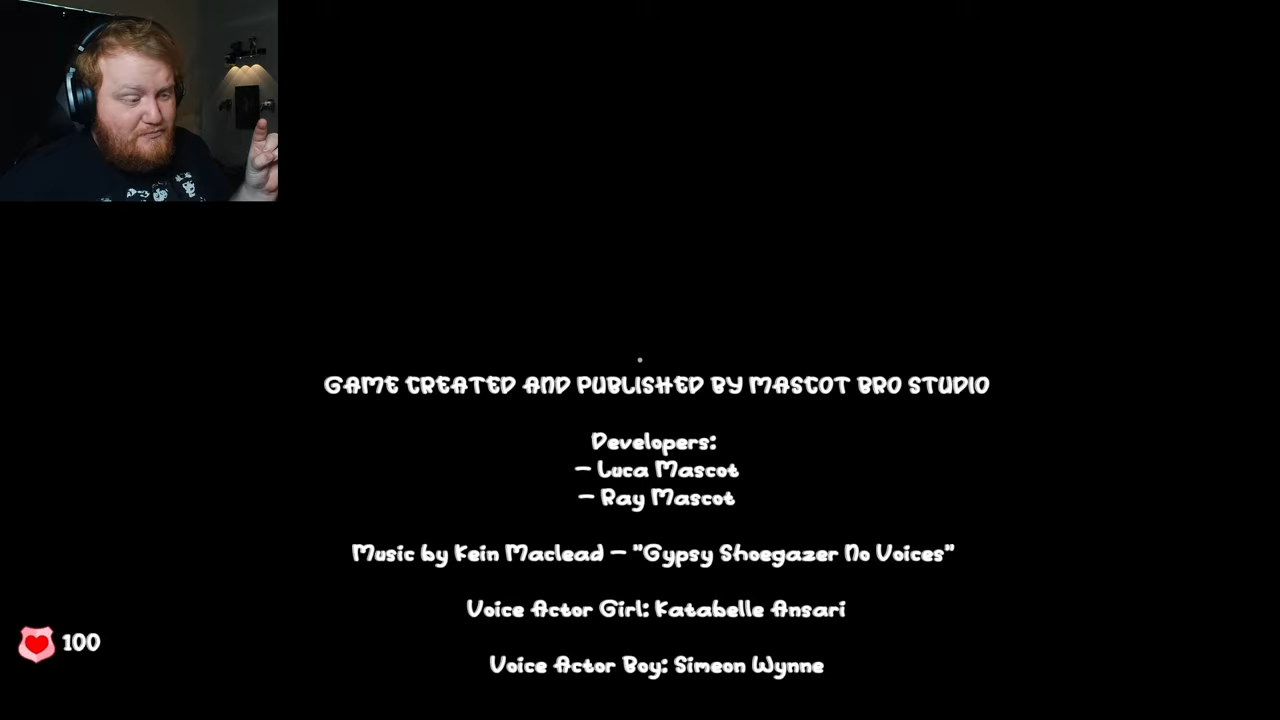 GAME CREATED AND PUBLISHED BY MASCOT BRO STUDIO
Developers:
- Luca Mascot
- Ray Mascot
Music by Kein Maclead - "Gypsy Shoegazer No Voices"
Voice Actor Girl: Katabelle Ansari
100
Voice Actor Boy: Simeon Wynne